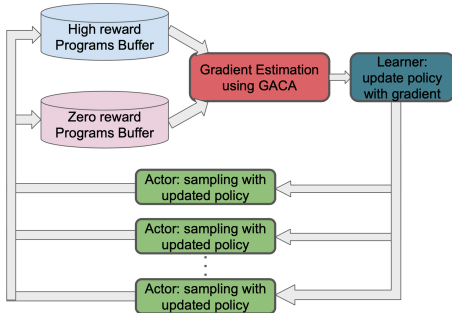 High reward
Programs Buffer
Gradient Estimation
using GACA
Learner:
update policy
with gradient
Zero reward
Programs Buffer
Actor: sampling with
updated policy
Actor: sampling with
updated policy
Actor: sampling with
updated policy